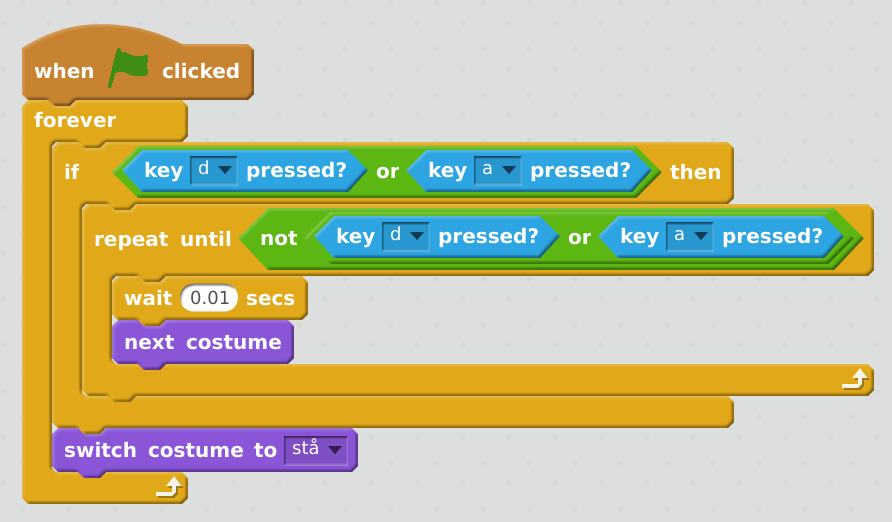 when clicked
forever
if key d pressed? or key a pressed? then
repeat until not key d pressed? or key a pressed?
wait 0.01 secs
next costume
switch costume to stå